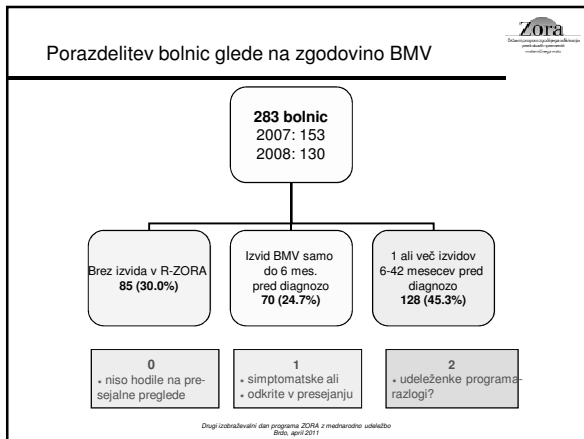 Zora
Porazdelitev bolnic glede na zgodovino BMV
283 bolnic
2007: 153
2008: 130
Brez izvida v R-ZORA
85 (30.0%)
Izvid BMV samo
do 6 mes.
pred diagnozo
70 (24.7%)
1 ali več izvidov
6-42 mesecev pred
diagnozo
128 (45.3%)
0
• niso hodile na pre-
sejalne preglede
1
• simptomatske ali
odkrite v presejanju
2
• udeleženke programa-
razlogi?
Drugi izobraževalni dan programa ZORA z mednarodno udeležbo
Brdo, april 2011